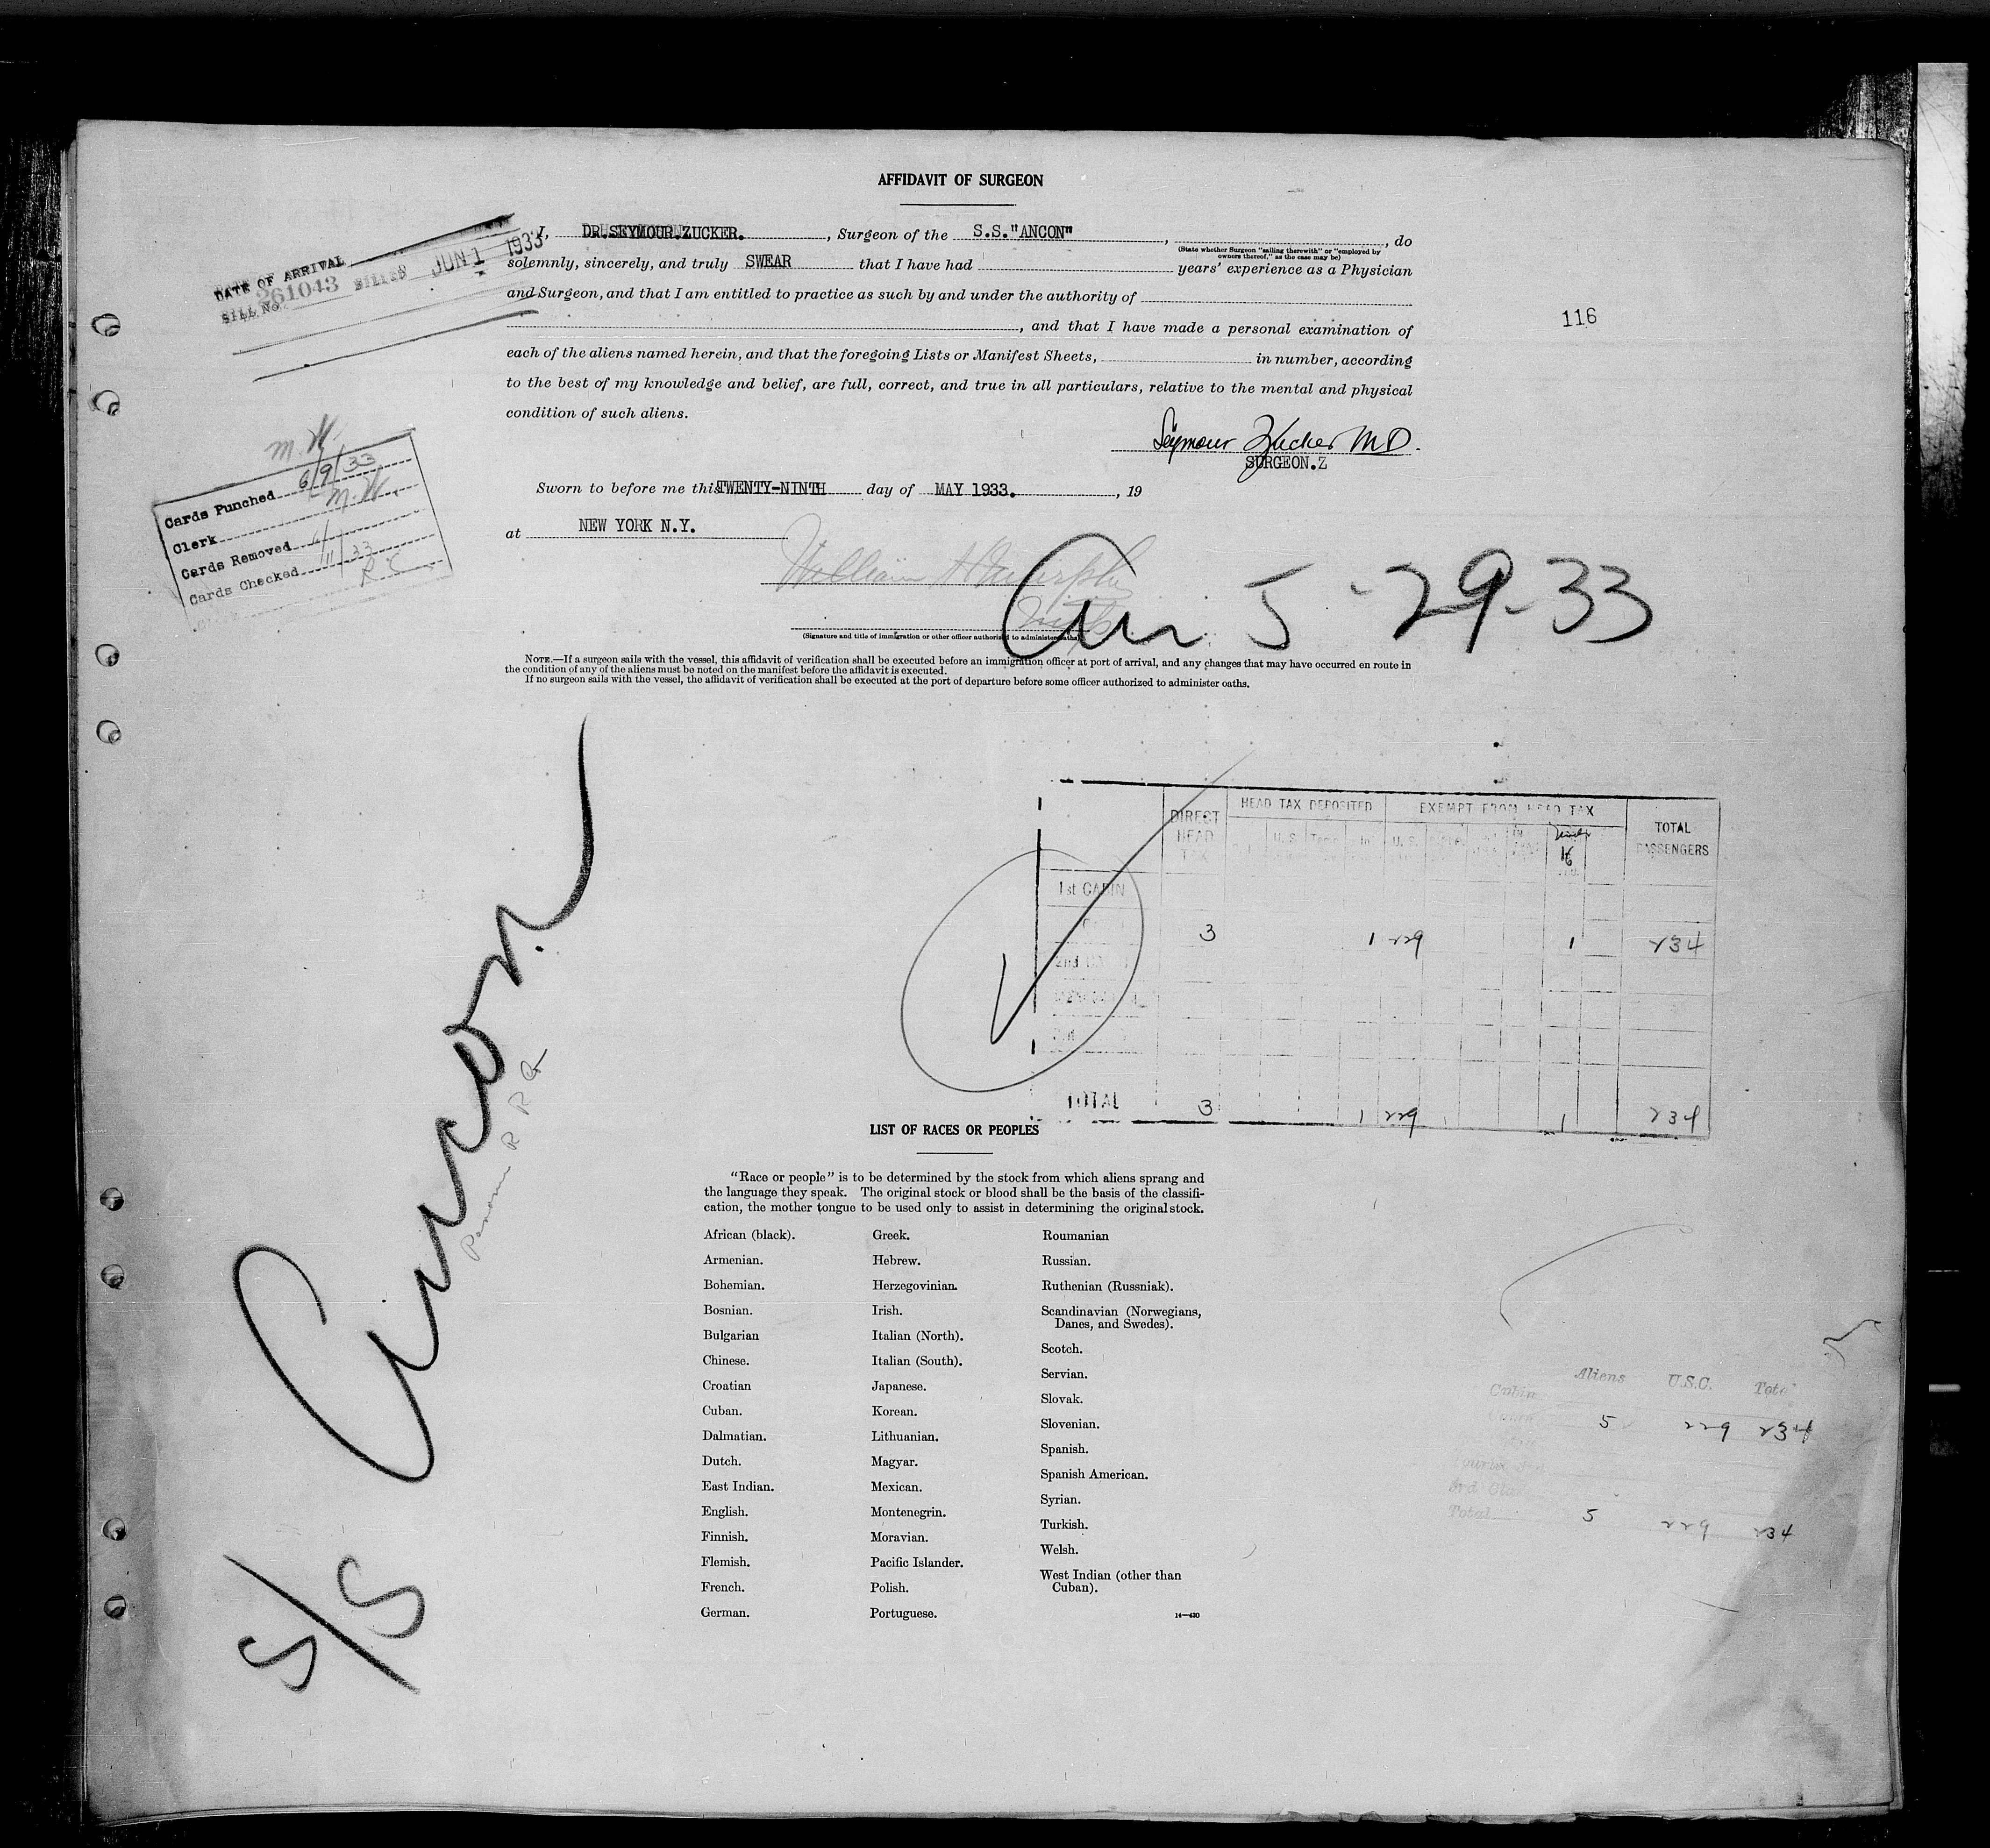 AFFIDAVIT OF SURGEON
I, DR.SEYMOUR ZUCKER. , Surgeon of the S.S."ANCON" , , do
(State whether Surgeon "sailing therewith" or "employed by owners thereof," as the case may be)
solemnly, sincerely, and truly SWEAR that I have had years' experience as a Physician
and Surgeon, and that I am entitled to practice as such by and under the authority of
, and that I have made a personal examination of
each of the aliens named herein, and that the foregoing Lists or Manifest Sheets, in number, according
to the best of my knowledge and belief, are full, correct, and true in all particulars, relative to the mental and physical
condition of such aliens.
Seymour Zucker M D.
SURGEON.Z
Sworn to before me this TWENTY-NINTH day of MAY 1933. , 19
at NEW YORK N.Y.
(Signature and title of immigration or other officer authorized to administer oaths)
Arr. 5-29-33
NOTE.—If a surgeon sails with the vessel, this affidavit of verification shall be executed before an immigration officer at port of arrival, and any changes that may have occurred en route in
the condition of any of the aliens must be noted on the manifest before the affidavit is executed.
If no surgeon sails with the vessel, the affidavit of verification shall be executed at the port of departure before some officer authorized to administer oaths.
DATE OF ARRIVAL
BILL No. 261043 BILLED JUN 1 1933
116
M.W.
Cards Punched 6/9/33
Clerk M.W.
Cards Removed
Cards Checked 11/33
R C
S/S Ancon
Panama R R
DIRECT HEAD TAX
HEAD TAX DEPOSITED
EXEMPT FROM HEAD TAX
TOTAL PASSENGERS
U.S.
In
U.S.
16
1st CABIN
3 1 229 1 234
2nd
TOTAL 3 1 229 1 234
LIST OF RACES OR PEOPLES
"Race or people" is to be determined by the stock from which aliens sprang and
the language they speak. The original stock or blood shall be the basis of the classifi-
cation, the mother tongue to be used only to assist in determining the original stock.
African (black).
Armenian.
Bohemian.
Bosnian.
Bulgarian
Chinese.
Croatian
Cuban.
Dalmatian.
Dutch.
East Indian.
English.
Finnish.
Flemish.
French.
German.
Greek.
Hebrew.
Herzegovinian.
Irish.
Italian (North).
Italian (South).
Japanese.
Korean.
Lithuanian.
Magyar.
Mexican.
Montenegrin.
Moravian.
Pacific Islander.
Polish.
Portuguese.
Roumanian
Russian.
Ruthenian (Russniak).
Scandinavian (Norwegians,
Danes, and Swedes).
Scotch.
Servian.
Slovak.
Slovenian.
Spanish.
Spanish American.
Syrian.
Turkish.
Welsh.
West Indian (other than
Cuban).
14—430
Aliens U.S.C. Total
Cabin
5 229 234
Total 5 229 234